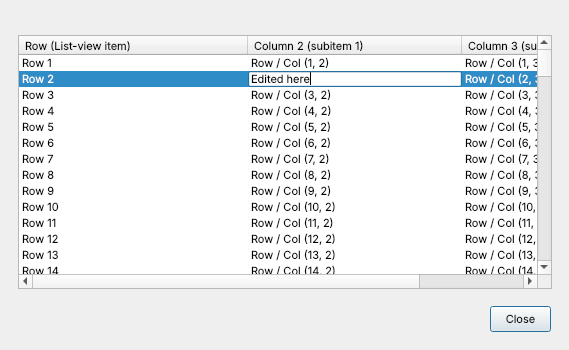 Row (List-view item) Column 2 (subitem 1) Column 3 (su
Row 1 Row / Col (1, 2) Row / Col (1, 3
Row 2 Edited here Row / Col (2, 3
Row 3 Row / Col (3, 2) Row / Col (3, 3
Row 4 Row / Col (4, 2) Row / Col (4, 3
Row 5 Row / Col (5, 2) Row / Col (5, 3
Row 6 Row / Col (6, 2) Row / Col (6, 3
Row 7 Row / Col (7, 2) Row / Col (7, 3
Row 8 Row / Col (8, 2) Row / Col (8, 3
Row 9 Row / Col (9, 2) Row / Col (9, 3
Row 10 Row / Col (10, 2) Row / Col (10,
Row 11 Row / Col (11, 2) Row / Col (11,
Row 12 Row / Col (12, 2) Row / Col (12,
Row 13 Row / Col (13, 2) Row / Col (13,
Row 14 Row / Col (14, 2) Row / Col (14,
Close